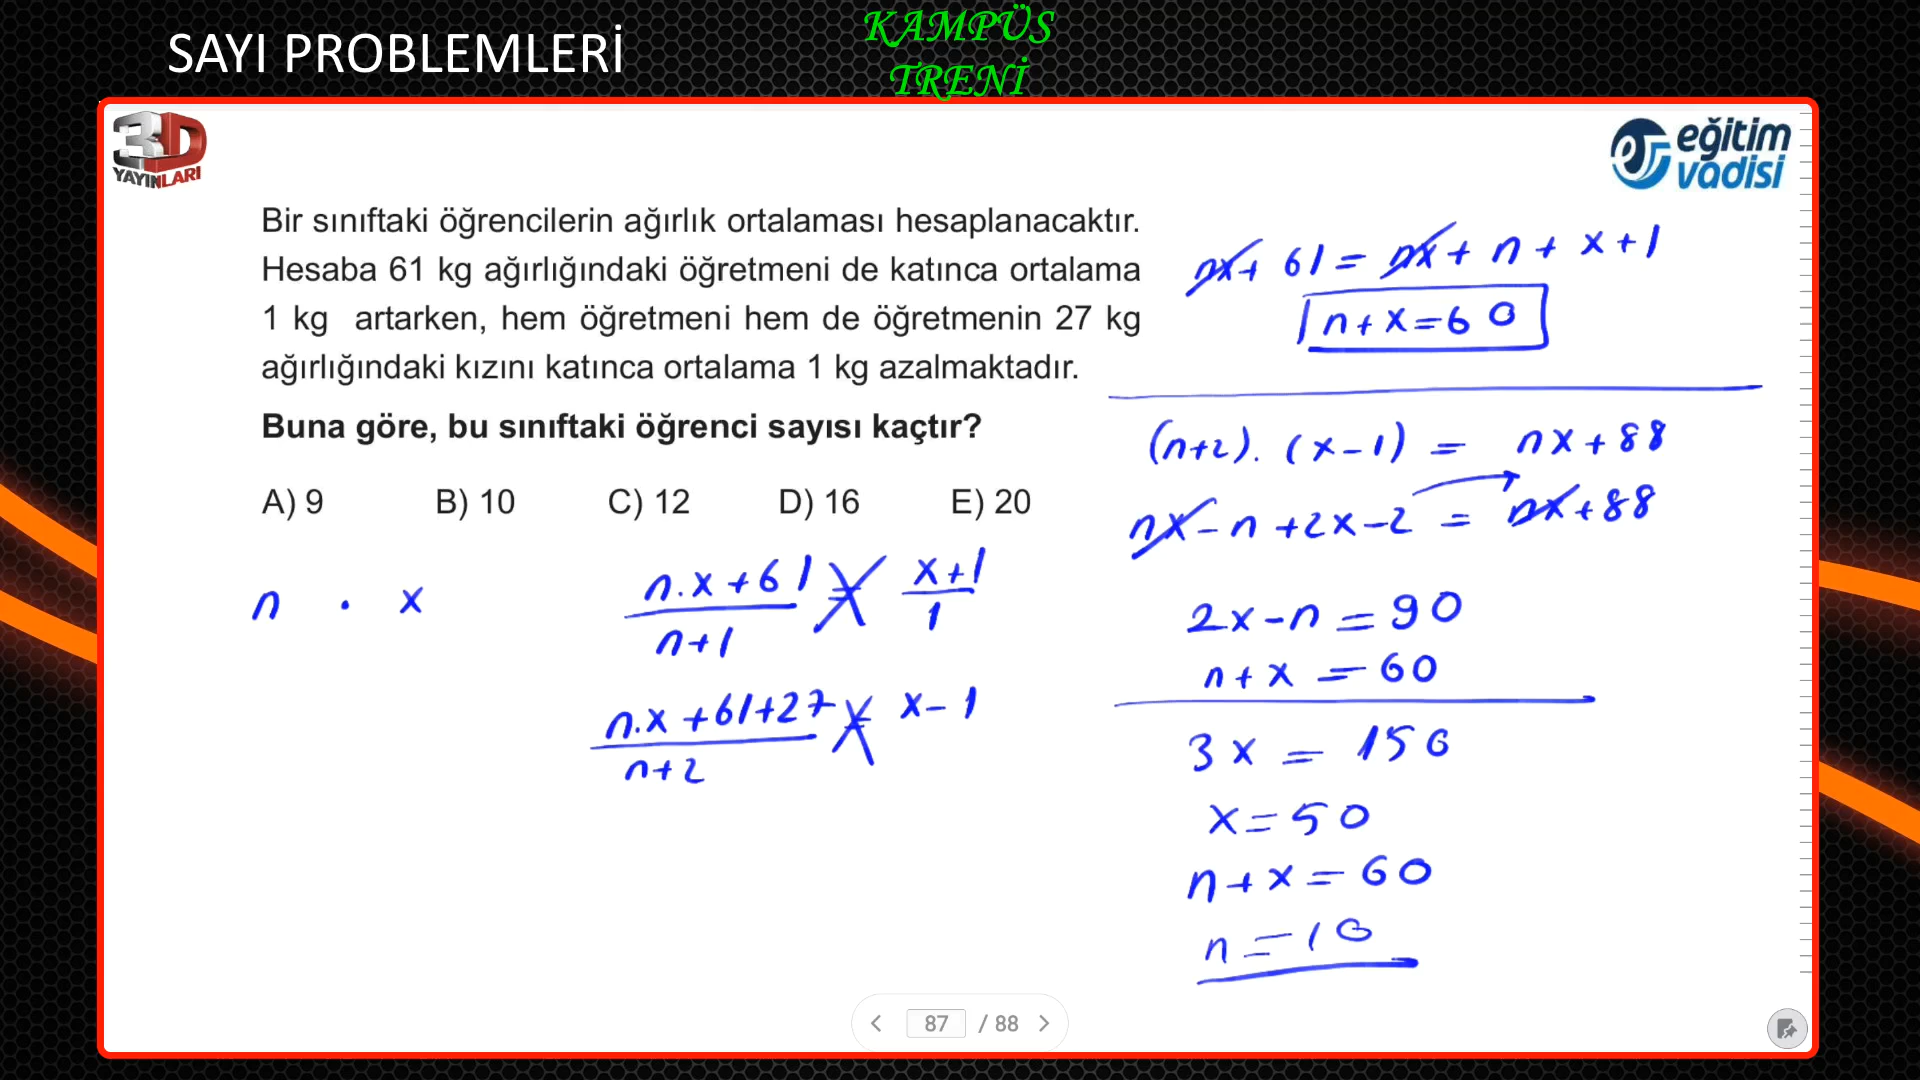 SAYI PROBLEMLERİ
KAMPÜS
TRENİ
3D
YAYINLARI
eğitim
vadisi
Bir sınıftaki öğrencilerin ağırlık ortalaması hesaplanacaktır.
Hesaba 61 kg ağırlığındaki öğretmeni de katınca ortalama
1 kg artarken, hem öğretmeni hem de öğretmenin 27 kg
ağırlığındaki kızını katınca ortalama 1 kg azalmaktadır.
Buna göre, bu sınıftaki öğrenci sayısı kaçtır?
A) 9 B) 10 C) 12 D) 16 E) 20
n . x
n.x+61 = x+1
n+1 1
n.x+61+27 = x-1
n+2
nx+61=nx+n+x+1
n+x=60
(n+2).(x-1) = nx+88
nx-n+2x-2 = nx+88
2x-n=90
n+x=60
3x=150
x=50
n+x=60
n=10
87 / 88